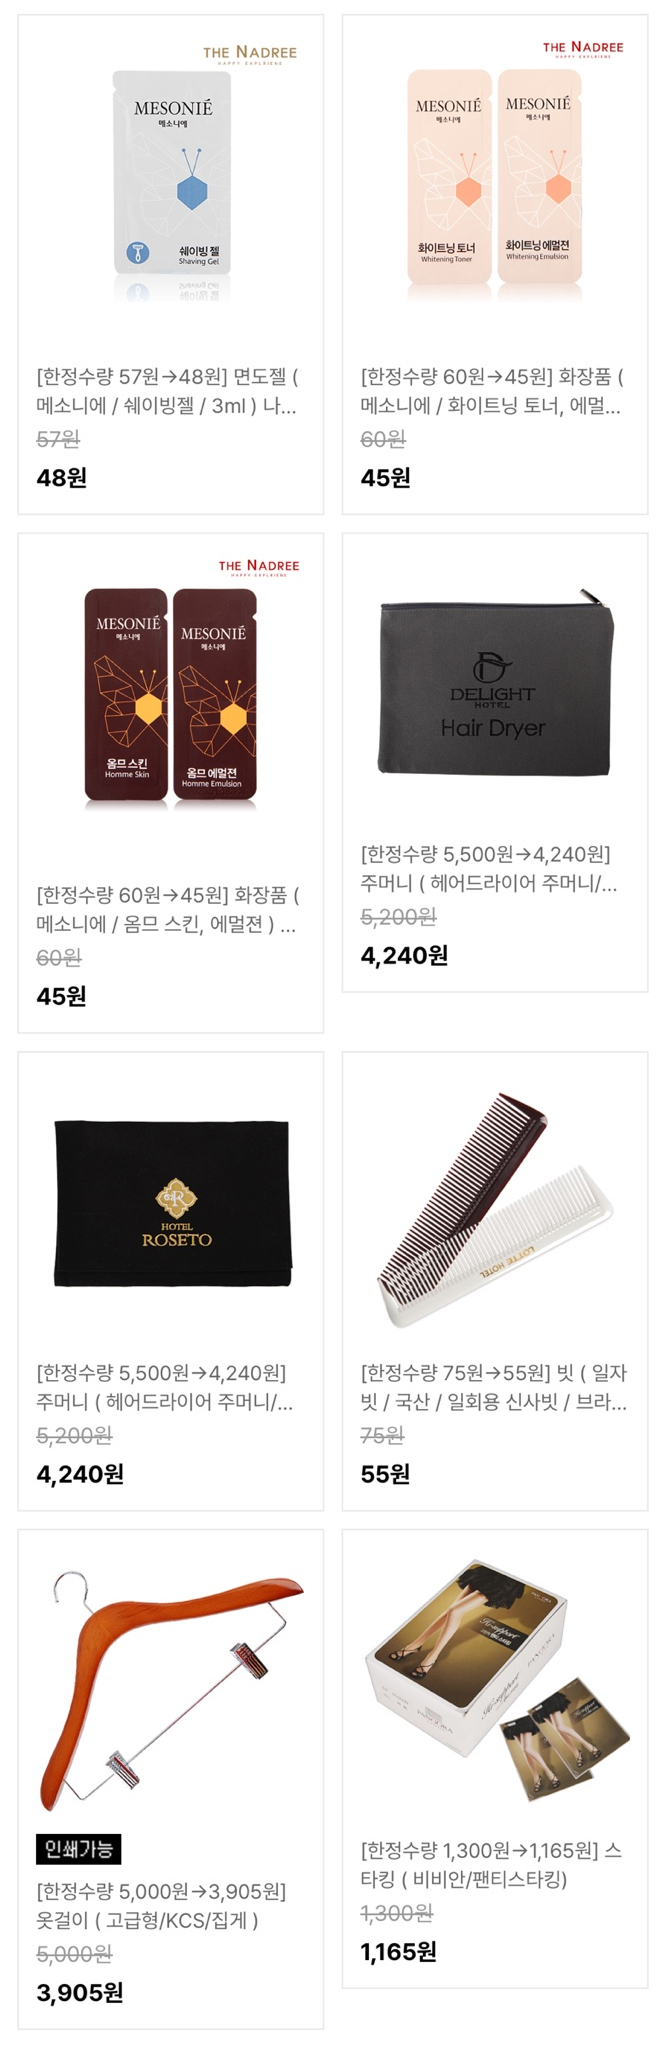 THE NADREE
HAPPY EXPLRIENE
MESONIÉ
메소니에
쉐이빙 젤
Shaving Gel
[한정수량 57원→48원] 면도젤 (
메소니에 / 쉐이빙젤 / 3ml ) 나...
57원
48원
THE NADREE
HAPPY EXPLRIENE
MESONIÉ
메소니에
화이트닝 토너
Whitening Toner
MESONIÉ
메소니에
화이트닝 에멀젼
Whitening Emulsion
[한정수량 60원→45원] 화장품 (
메소니에 / 화이트닝 토너, 에멀...
60원
45원
THE NADREE
HAPPY EXPLRIENE
MESONIÉ
메소니에
옴므 스킨
Homme Skin
MESONIÉ
메소니에
옴므 에멀젼
Homme Emulsion
[한정수량 60원→45원] 화장품 (
메소니에 / 옴므 스킨, 에멀젼 ) ...
60원
45원
DELIGHT
HOTEL
Hair Dryer
[한정수량 5,500원→4,240원]
주머니 ( 헤어드라이어 주머니/...
5,200원
4,240원
HOTEL
ROSETO
[한정수량 5,500원→4,240원]
주머니 ( 헤어드라이어 주머니/...
5,200원
4,240원
LOTTE HOTEL
[한정수량 75원→55원] 빗 ( 일자
빗 / 국산 / 일회용 신사빗 / 브라...
75원
55원
인쇄가능
[한정수량 5,000원→3,905원]
옷걸이 ( 고급형/KCS/집게 )
5,000원
3,905원
[한정수량 1,300원→1,165원] 스
타킹 ( 비비안/팬티스타킹)
1,300원
1,165원